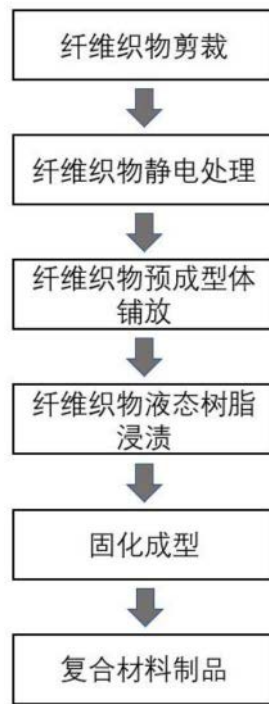 纤维织物剪裁
纤维织物静电处理
纤维织物预成型体
铺放
纤维织物液态树脂
浸渍
固化成型
复合材料制品